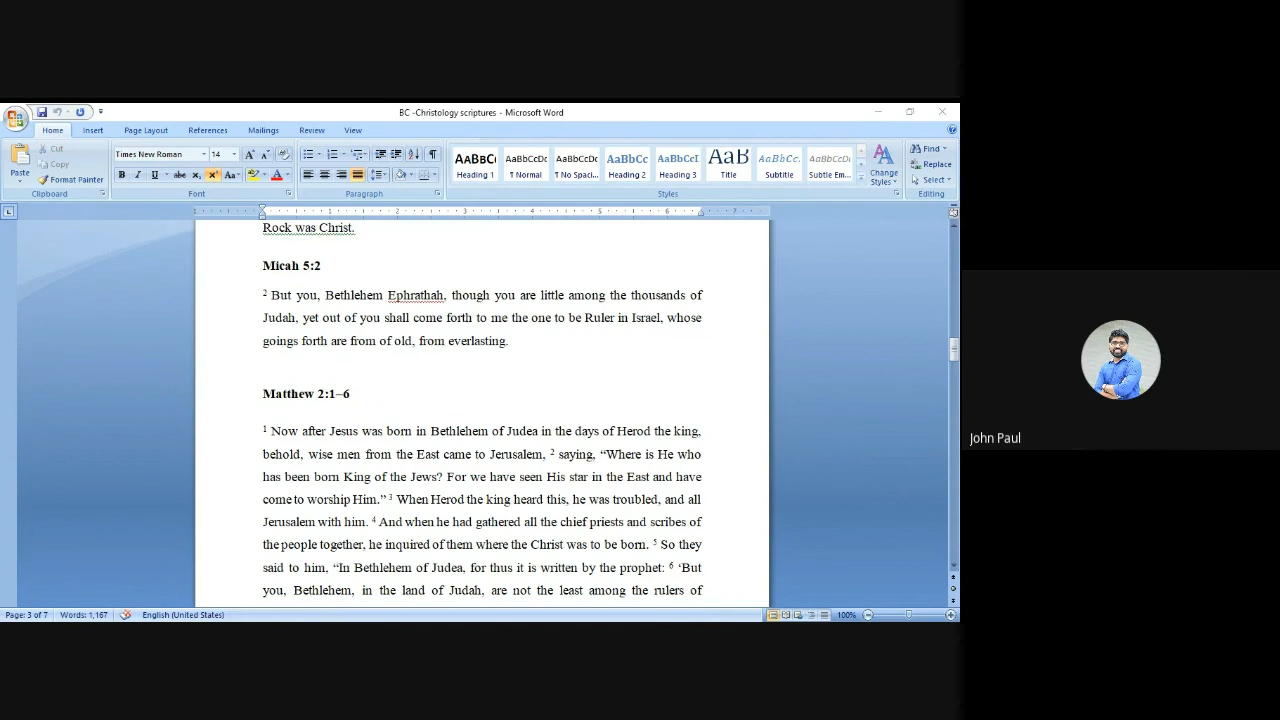 BC -Christology scriptures - Microsoft Word
Home Insert Page Layout References Mailings Review View
Paste
Cut
Copy
Format Painter
Clipboard
Times New Roman 14
Font
Paragraph
AaBbC( AaBbCcDc AaBbCcDc AaBbCc AaBbCcI AaB AaBbCc. AaBbCcDc
Heading 1 ¶ Normal ¶ No Spaci... Heading 2 Heading 3 Title Subtitle Subtle Em...
Change Styles
Styles
Find
Replace
Select
Editing
Rock was Christ.
Micah 5:2
2 But you, Bethlehem Ephrathah, though you are little among the thousands of
Judah, yet out of you shall come forth to me the one to be Ruler in Israel, whose
goings forth are from of old, from everlasting.
Matthew 2:1–6
1 Now after Jesus was born in Bethlehem of Judea in the days of Herod the king,
behold, wise men from the East came to Jerusalem, 2 saying, “Where is He who
has been born King of the Jews? For we have seen His star in the East and have
come to worship Him.” 3 When Herod the king heard this, he was troubled, and all
Jerusalem with him. 4 And when he had gathered all the chief priests and scribes of
the people together, he inquired of them where the Christ was to be born. 5 So they
said to him, “In Bethlehem of Judea, for thus it is written by the prophet: 6 ‘But
you, Bethlehem, in the land of Judah, are not the least among the rulers of
Page: 3 of 7 Words: 1,167 English (United States) 100%
John Paul